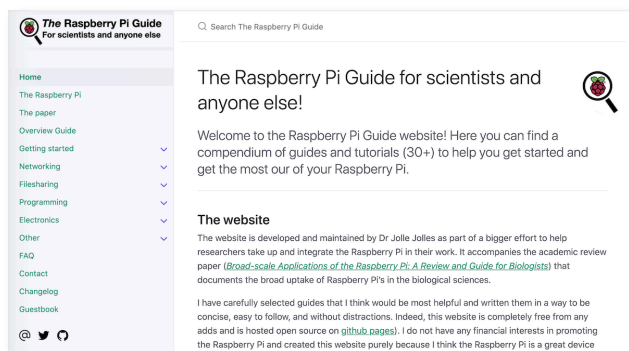 The Raspberry Pi Guide
For scientists and anyone else
Search The Raspberry Pi Guide
Home
The Raspberry Pi
The paper
Overview Guide
Getting started
Networking
Filesharing
Programming
Electronics
Other
FAQ
Contact
Changelog
Guestbook
The Raspberry Pi Guide for scientists and
anyone else!
Welcome to the Raspberry Pi Guide website! Here you can find a
compendium of guides and tutorials (30+) to help you get started and
get the most our of your Raspberry Pi.
The website
The website is developed and maintained by Dr Jolle Jolles as part of a bigger effort to help
researchers take up and integrate the Raspberry Pi in their work. It accompanies the academic review
paper (Broad-scale Applications of the Raspberry Pi: A Review and Guide for Biologists) that
documents the broad uptake of Raspberry Pi's in the biological sciences.
I have carefully selected guides that I think would be most helpful and written them in a way to be
concise, easy to follow, and without distractions. Indeed, this website is completely free from any
adds and is hosted open source on github pages). I do not have any financial interests in promoting
the Raspberry Pi and created this website purely because I think the Raspberry Pi is a great device